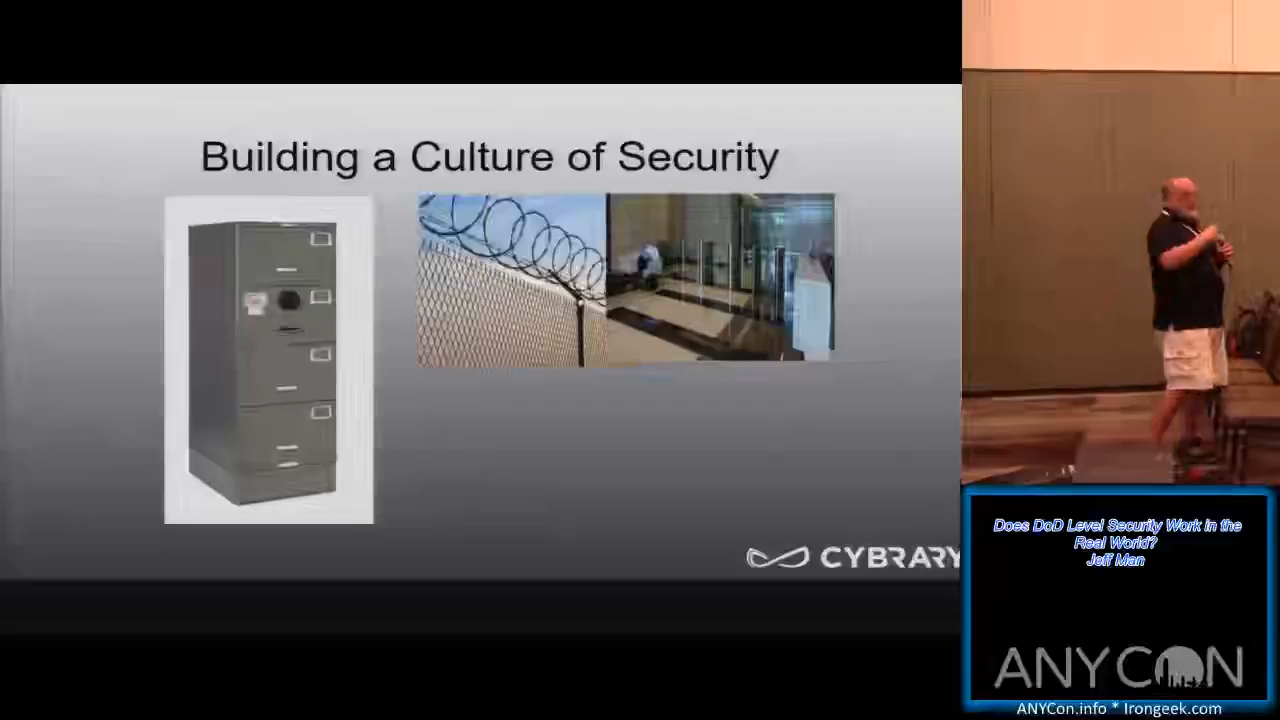 Building a Culture of Security
CYBRARY
Does DoD Level Security Work in the
Real World?
Jeff Man
ANYCON
ANYCon.info * Irongeek.com